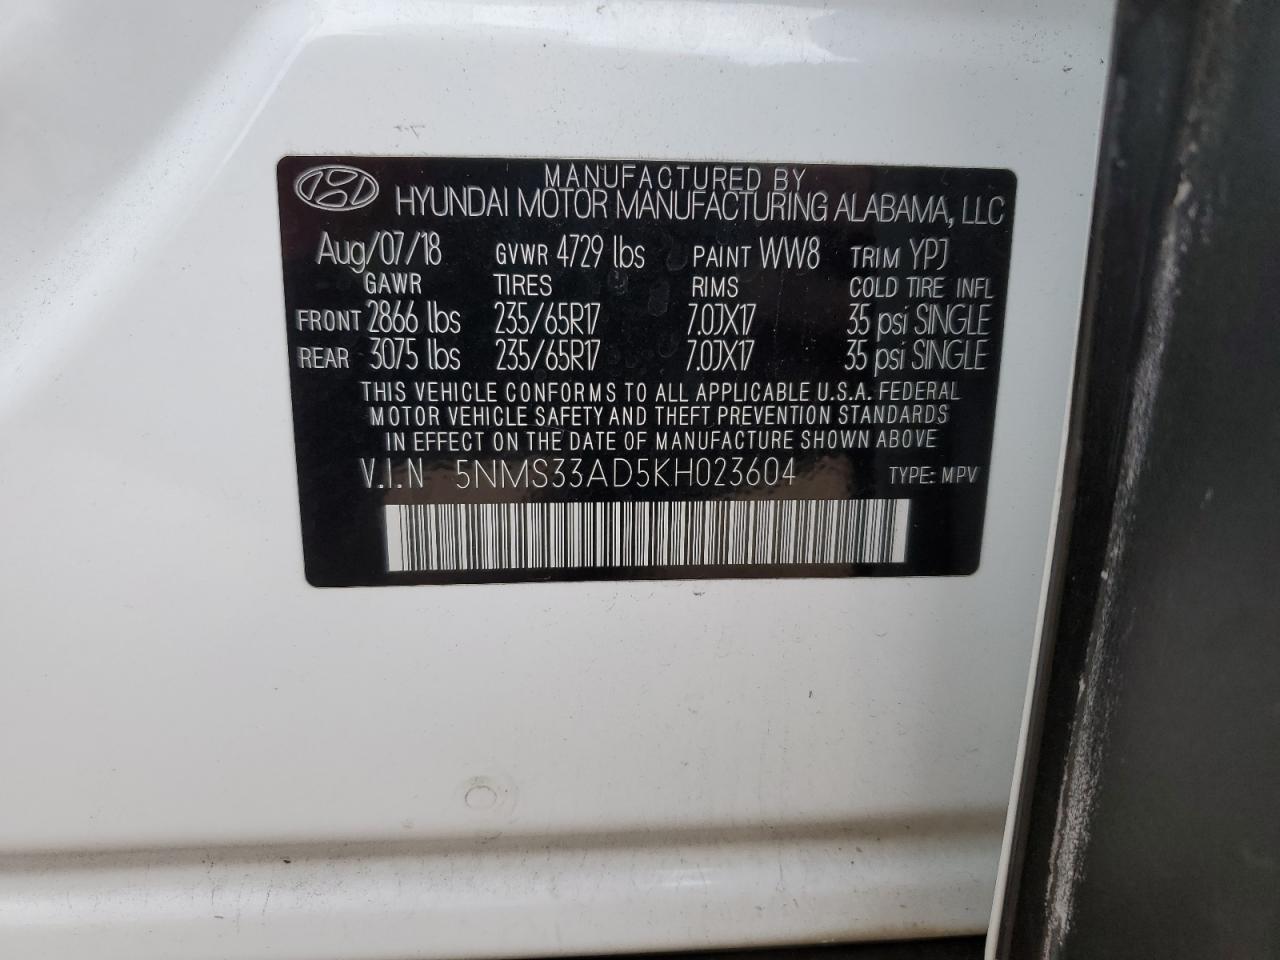 MANUFACTURED BY
HYUNDAI MOTOR MANUFACTURING ALABAMA, LLC
Aug/07/18 GVWR 4729 lbs PAINT WW8 TRIM YPJ
GAWR TIRES RIMS COLD TIRE INFL
FRONT 2866 lbs 235/65R17 7.0JX17 35 psi SINGLE
REAR 3075 lbs 235/65R17 7.0JX17 35 psi SINGLE
THIS VEHICLE CONFORMS TO ALL APPLICABLE U.S.A. FEDERAL
MOTOR VEHICLE SAFETY AND THEFT PREVENTION STANDARDS
IN EFFECT ON THE DATE OF MANUFACTURE SHOWN ABOVE
V.I.N 5NMS33AD5KH023604 TYPE: MPV